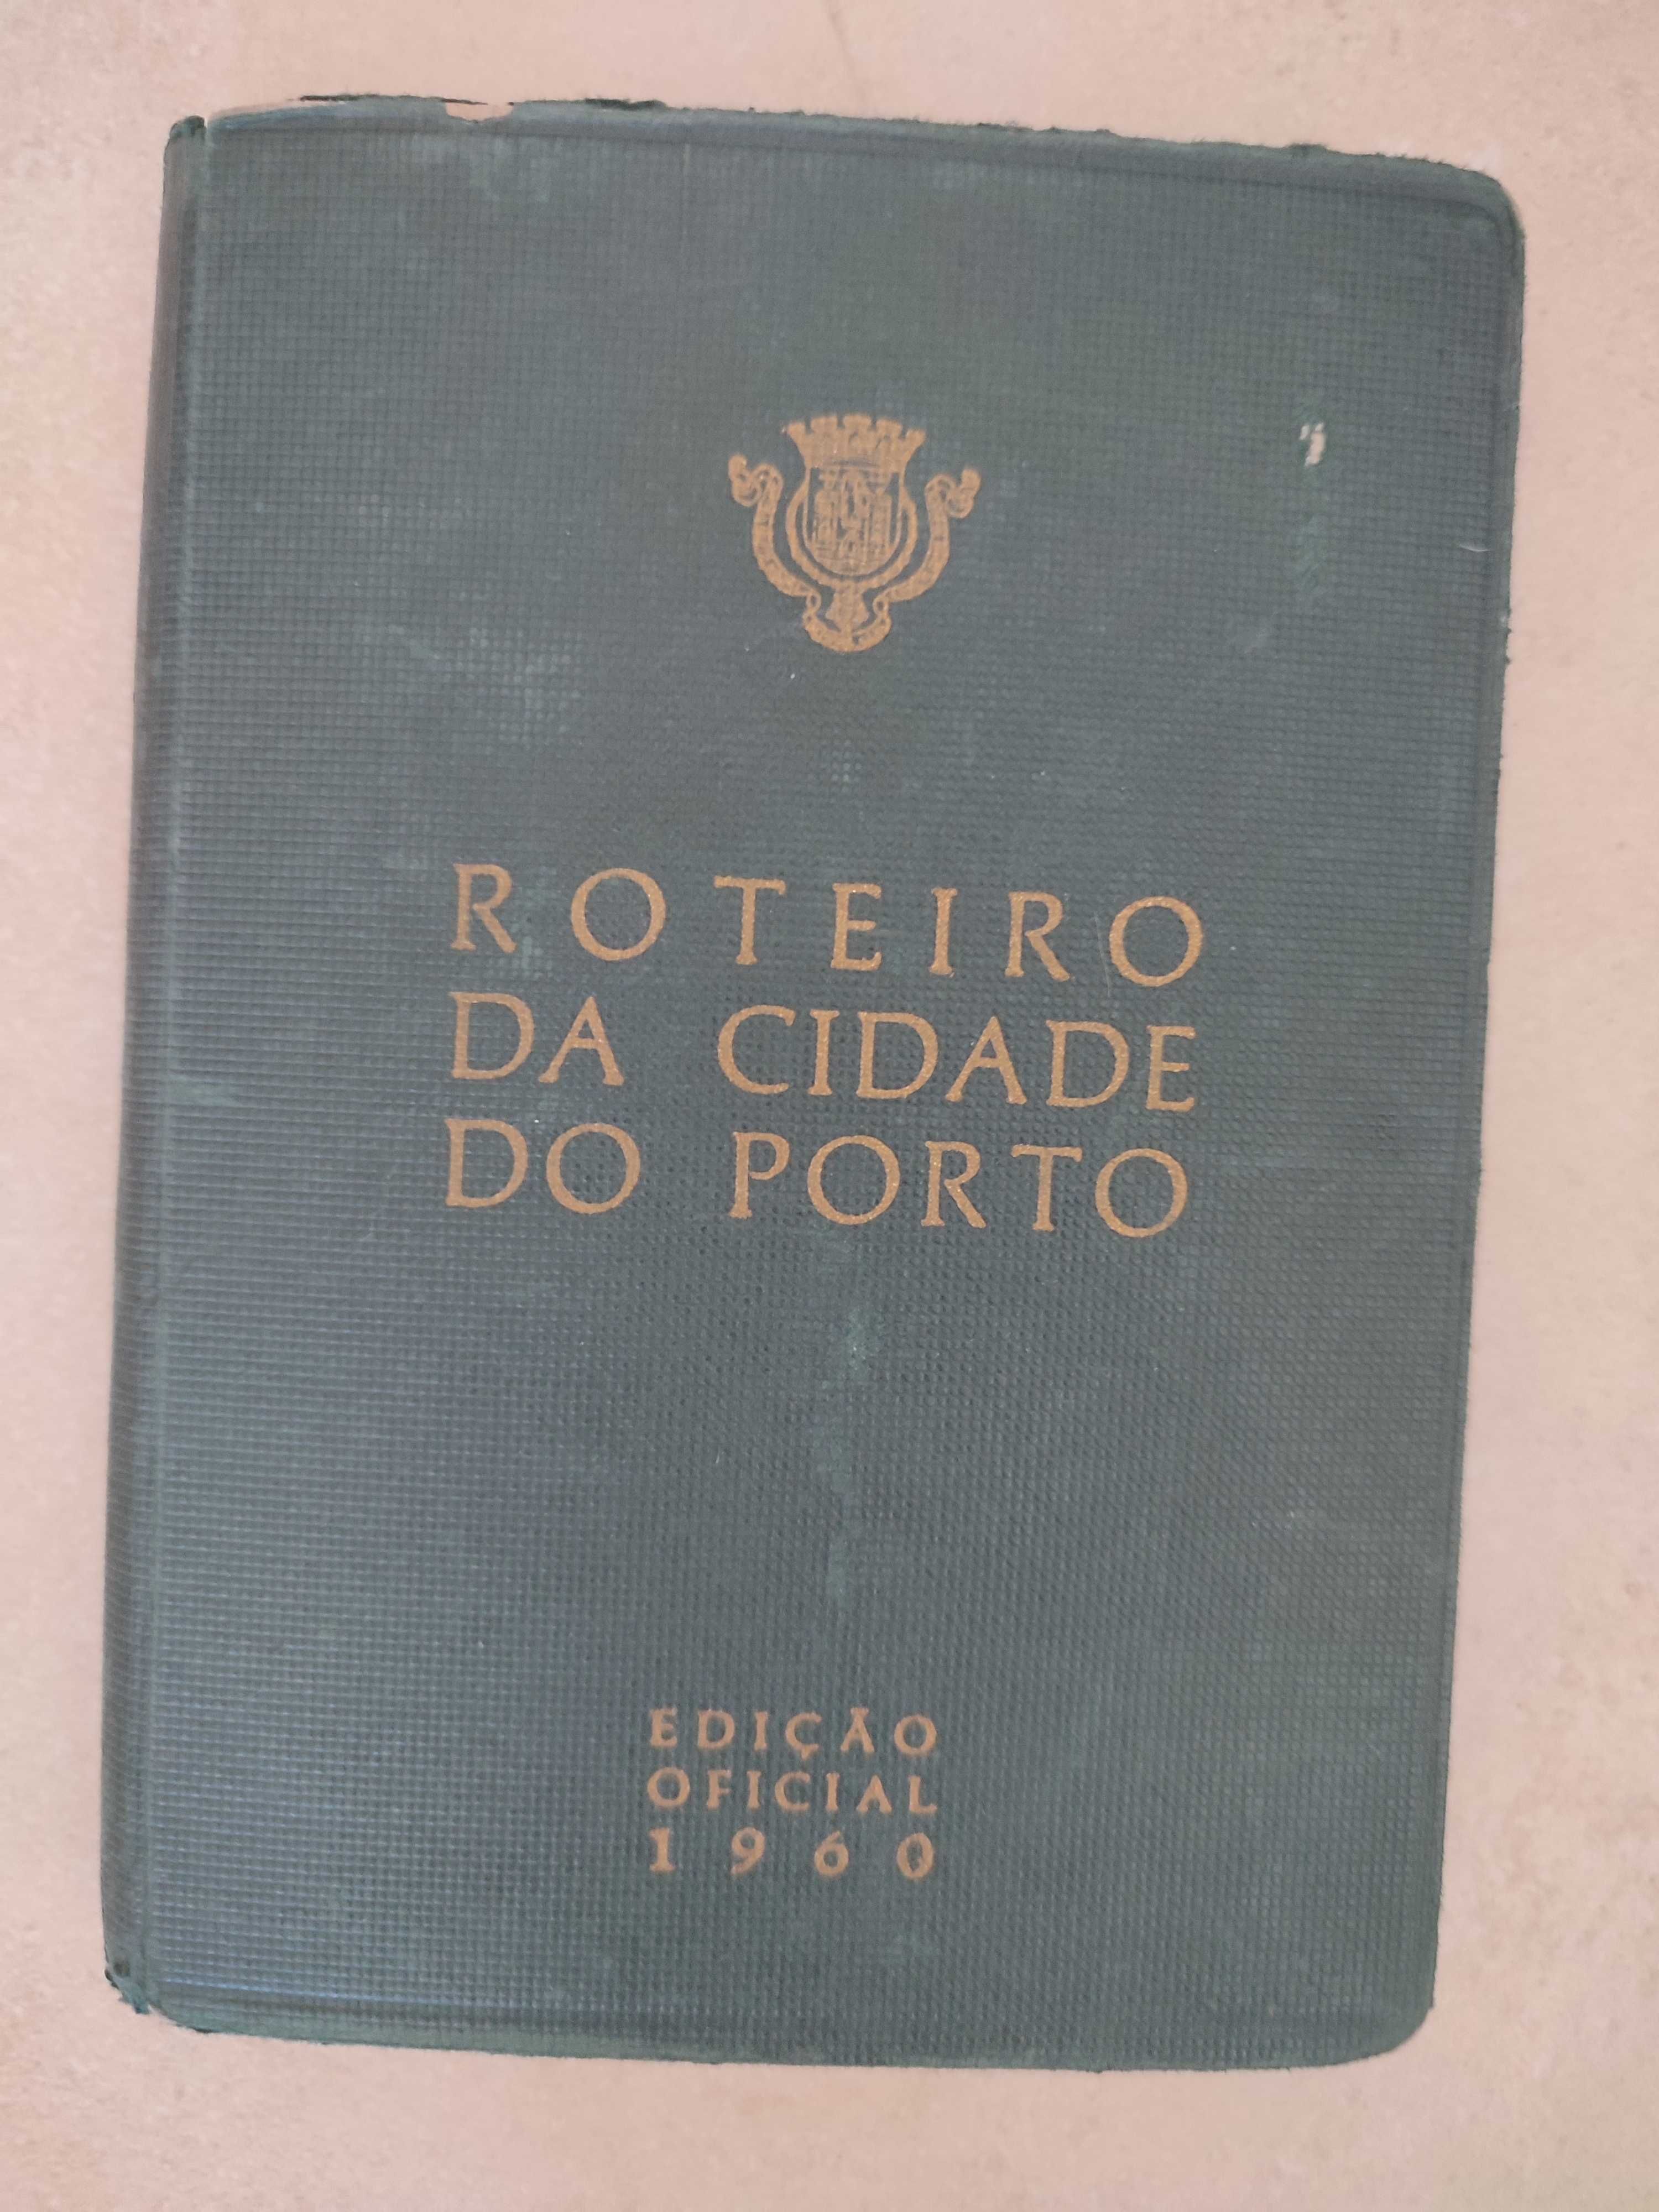 ROTEIRO
DA CIDADE
DO PORTO
EDIÇÃO
OFICIAL
1960